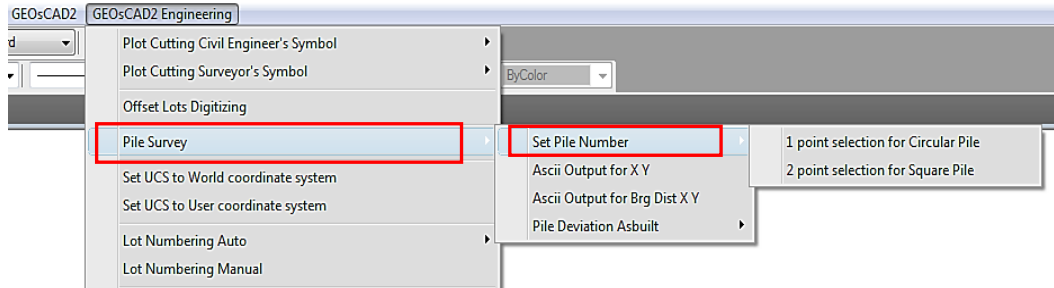 GEOsCAD2 GEOsCAD2 Engineering
rd
Plot Cutting Civil Engineer's Symbol
Plot Cutting Surveyor's Symbol
ByColor
Offset Lots Digitizing
Pile Survey
Set Pile Number
1 point selection for Circular Pile
Ascii Output for X Y
2 point selection for Square Pile
Set UCS to World coordinate system
Ascii Output for Brg Dist X Y
Set UCS to User coordinate system
Pile Deviation Asbuilt
Lot Numbering Auto
Lot Numbering Manual